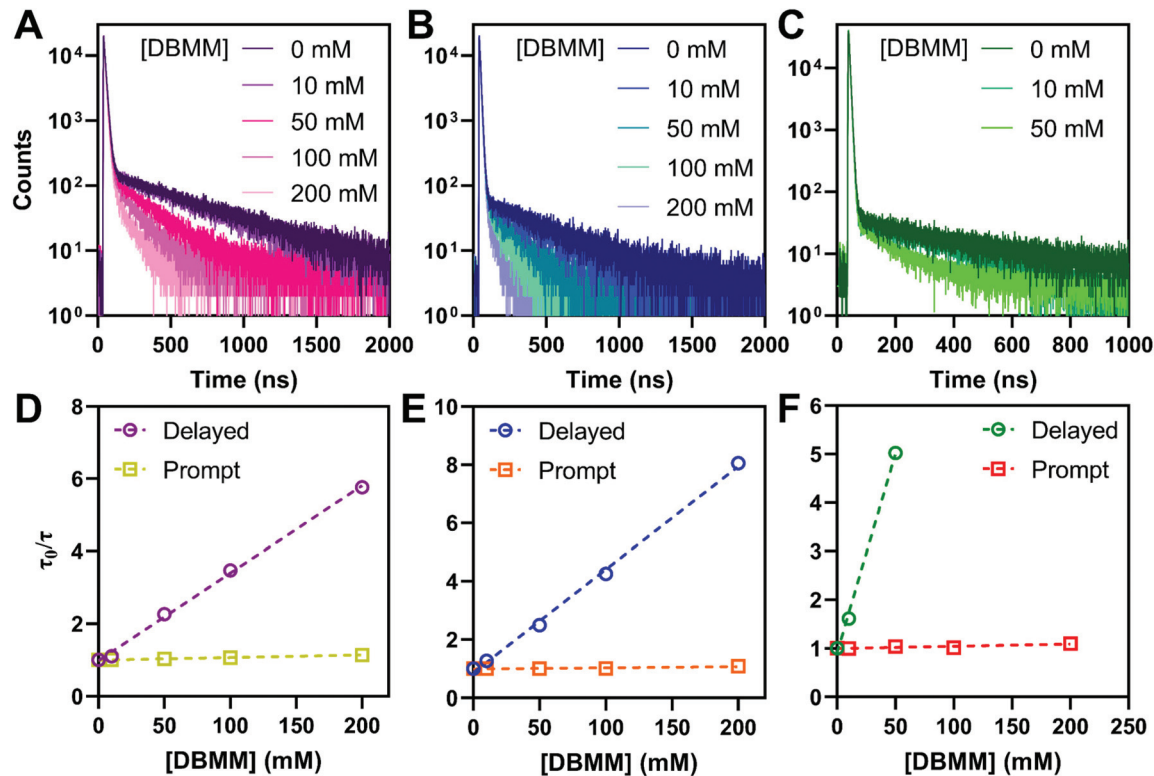 A
[DBMM]
0 mM
10 mM
50 mM
100 mM
200 mM
10⁴
10³
10²
10¹
10⁰
Counts
0 500 1000 1500 2000
Time (ns)
B
[DBMM]
0 mM
10 mM
50 mM
100 mM
200 mM
10⁴
10³
10²
10¹
10⁰
0 500 1000 1500 2000
Time (ns)
C
[DBMM]
0 mM
10 mM
50 mM
10⁴
10³
10²
10¹
10⁰
0 200 400 600 800 1000
Time (ns)
D
Delayed
Prompt
8
6
4
2
0
τ₀/τ
0 50 100 150 200
[DBMM] (mM)
E
Delayed
Prompt
10
8
6
4
2
0
0 50 100 150 200
[DBMM] (mM)
F
Delayed
Prompt
6
5
4
3
2
1
0
0 50 100 150 200 250
[DBMM] (mM)